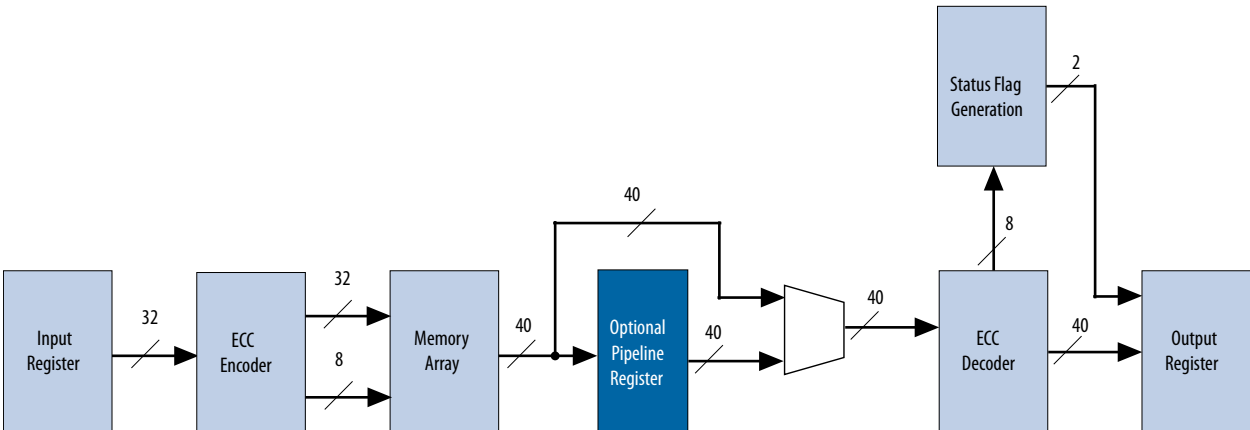 Status Flag
Generation
2
8
40
Input
Register
32
ECC
Encoder
32
8
Memory
Array
40
Optional
Pipeline
Register
40
40
ECC
Decoder
40
Output
Register